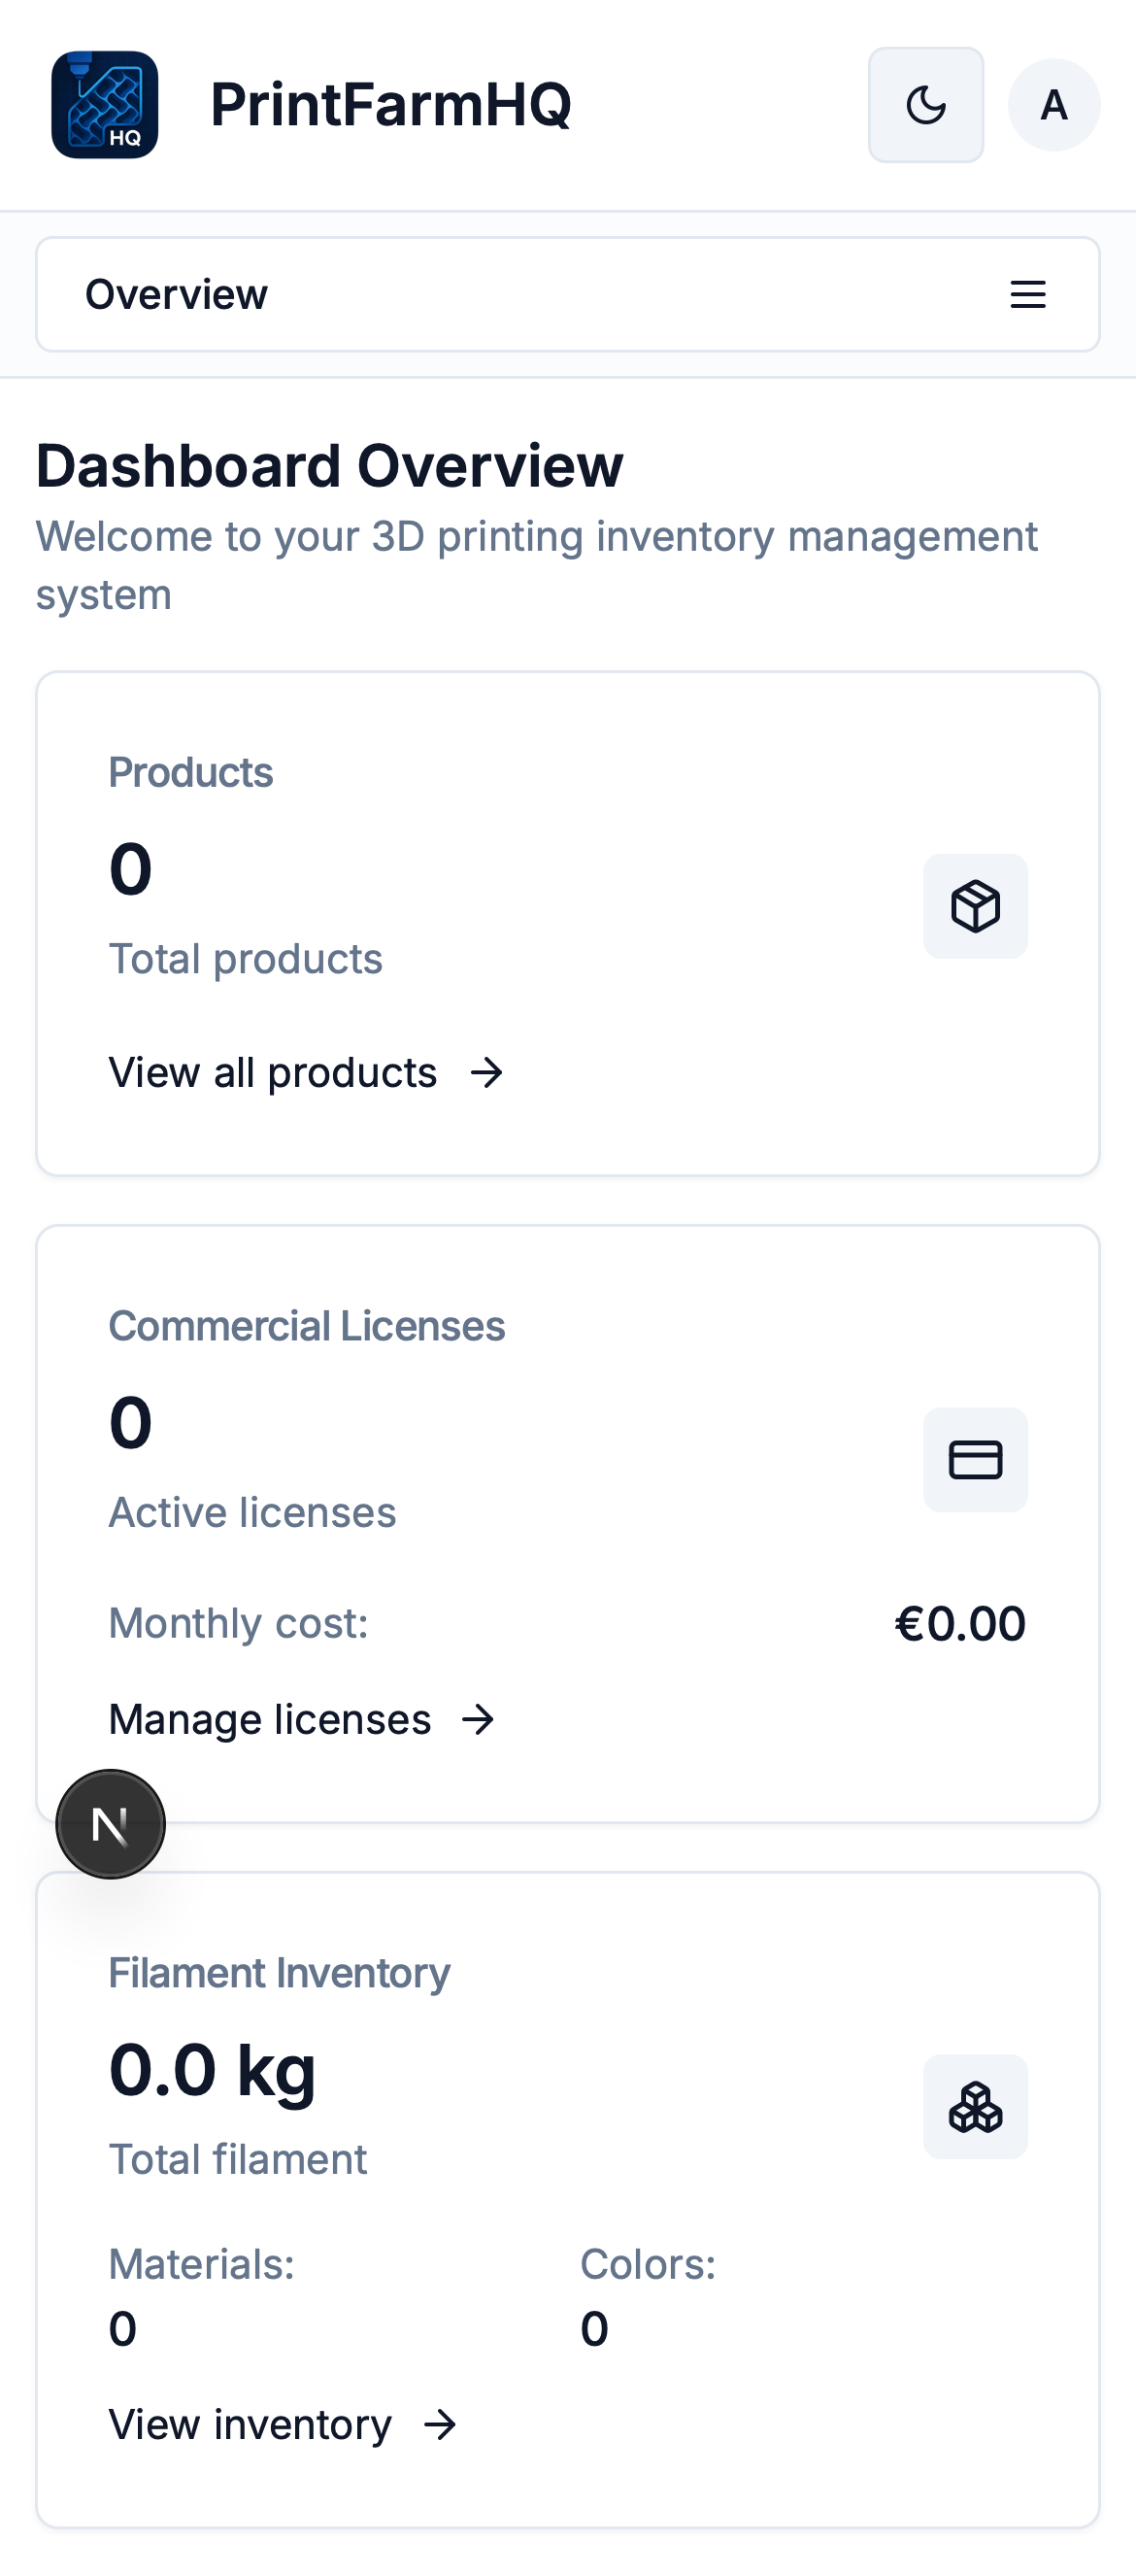 HQ
PrintFarmHQ
A
Overview
Dashboard Overview
Welcome to your 3D printing inventory management
system
Products
0
Total products
View all products
Commercial Licenses
0
Active licenses
Monthly cost: €0.00
Manage licenses
N
Filament Inventory
0.0 kg
Total filament
Materials: Colors:
0 0
View inventory